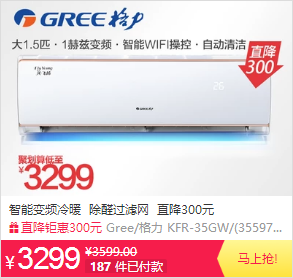 GREE格力
大1.5匹·1赫兹变频·智能WIFI操控·自动清洁
直降
300
26
聚划算低至
¥3299
智能变频冷暖 除醛过滤网 直降300元
直降钜惠300元 Gree/格力 KFR-35GW/(35597...
¥3299
¥3599.00
187 件已付款
马上抢!